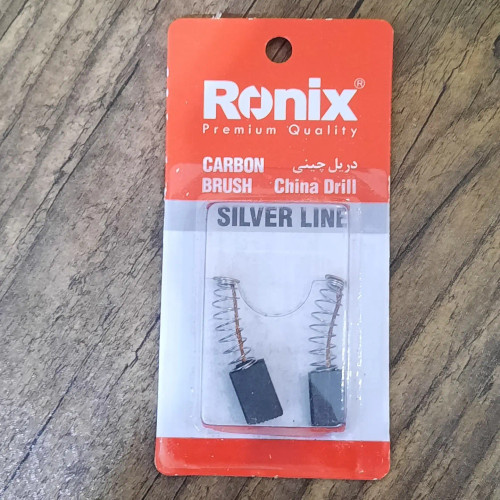 Ronix®
Premium Quality
CARBON دریل چینی
BRUSH China Drill
SILVER LINE